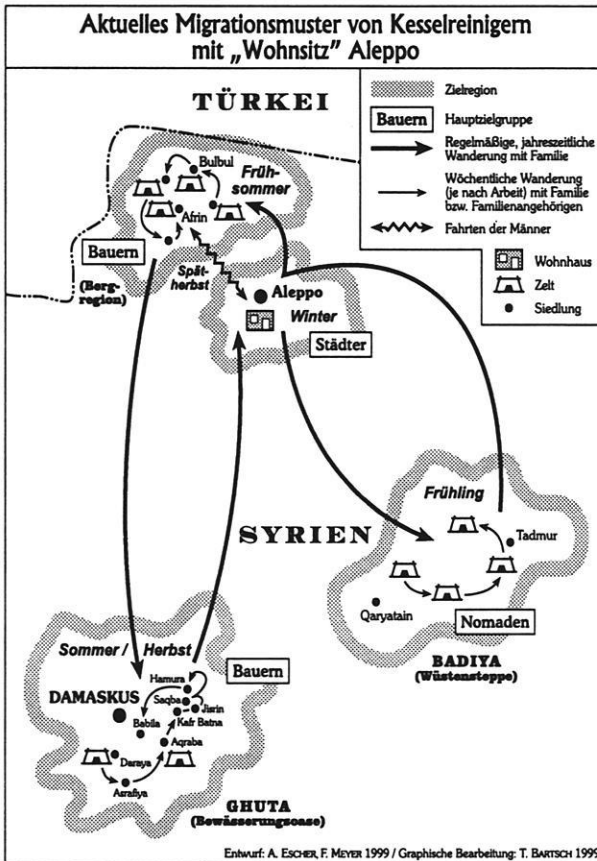 Aktuelles Migrationsmuster von Kesselreinigern
mit „Wohnsitz” Aleppo
TÜRKEI
Zielregion
Bauern
Hauptzielgruppe
Regelmäßige, jahreszeitliche
Wanderung mit Familie
Wöchentliche Wanderung
(je nach Arbeit) mit Familie
bzw. Familienangehörigen
Fahrten der Männer
Wohnhaus
Zelt
Siedlung
Bulbul
Früh-
sommer
Afrin
Bauern
(Berg-
region)
Spät-
herbst
Aleppo
Winter
Städter
SYRIEN
Frühling
Tadmur
Qaryatain
Nomaden
BADIYA
(Wüstensteppe)
Sommer/ Herbst
Bauern
Hamura
DAMASKUS
Saqba
Jisrin
Babila
Kafr Batna
Aqraba
Daraya
Asrafiya
GHUTA
(Bewässerungsoase)
Entwurf: A. ESCHER, F. MEYER 1999 / Graphische Bearbeitung: T. BARTSCH 1999